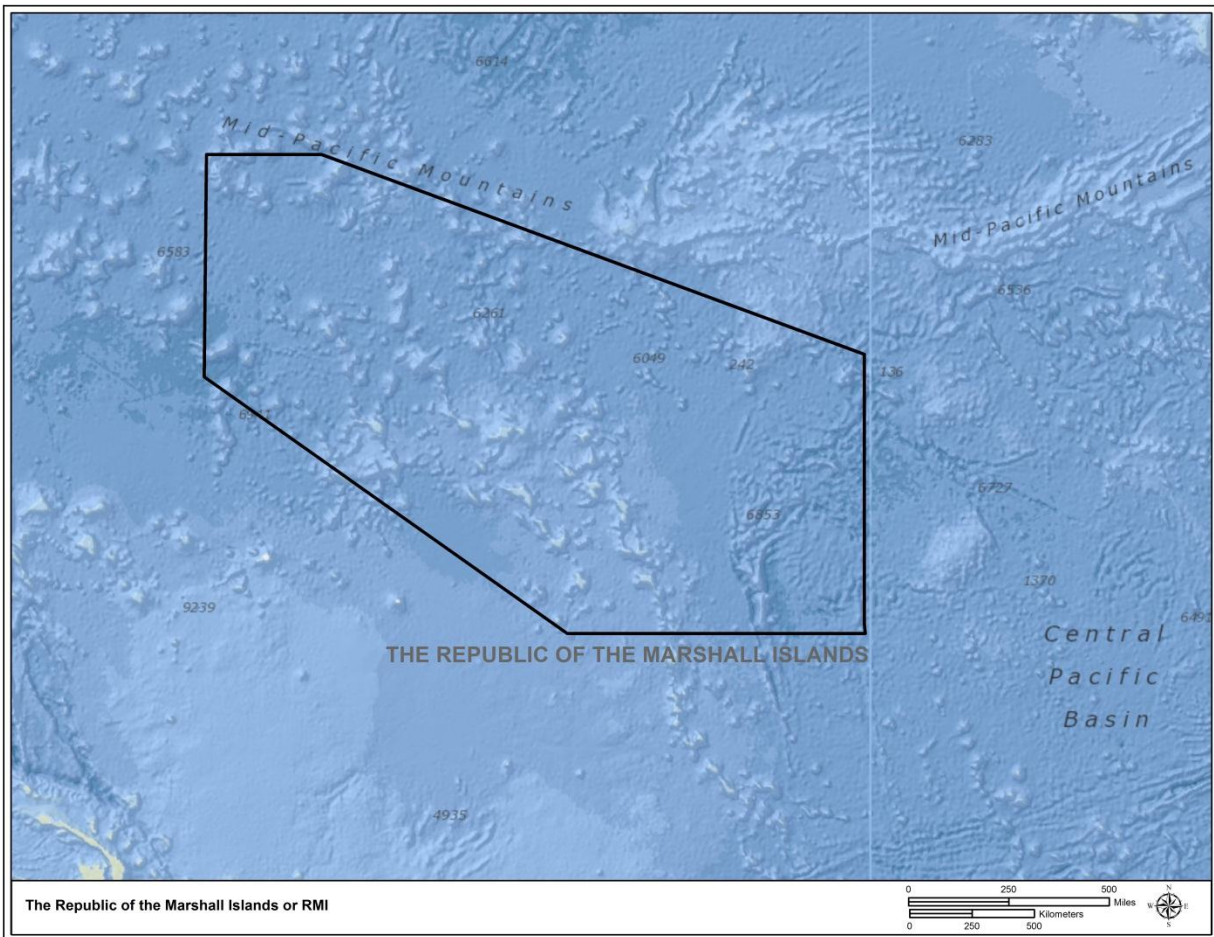 6614
Mid-Pacific Mountains
6283
Mid-Pacific Mountains
6583
6536
6261
6049
242
136
6727
6853
1370
9239
6491
Central
Pacific
Basin
THE REPUBLIC OF THE MARSHALL ISLANDS
4935
The Republic of the Marshall Islands or RMI
0 250 500
Miles
Kilometers
0 250 500
N
W E
S